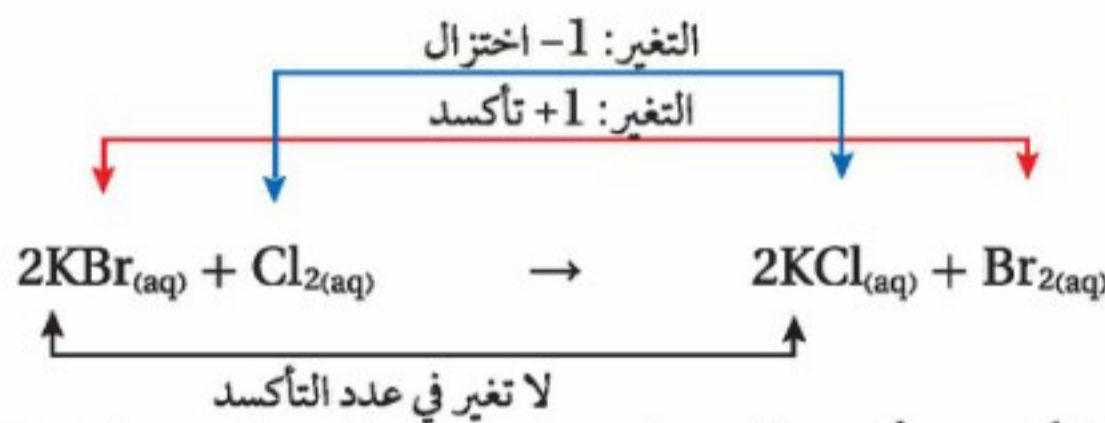 التغير: 1– اختزال
التغير: 1+ تأكسد
2KBr(aq) + Cl2(aq) → 2KCl(aq) + Br2(aq)
لا تغير في عدد التأكسد